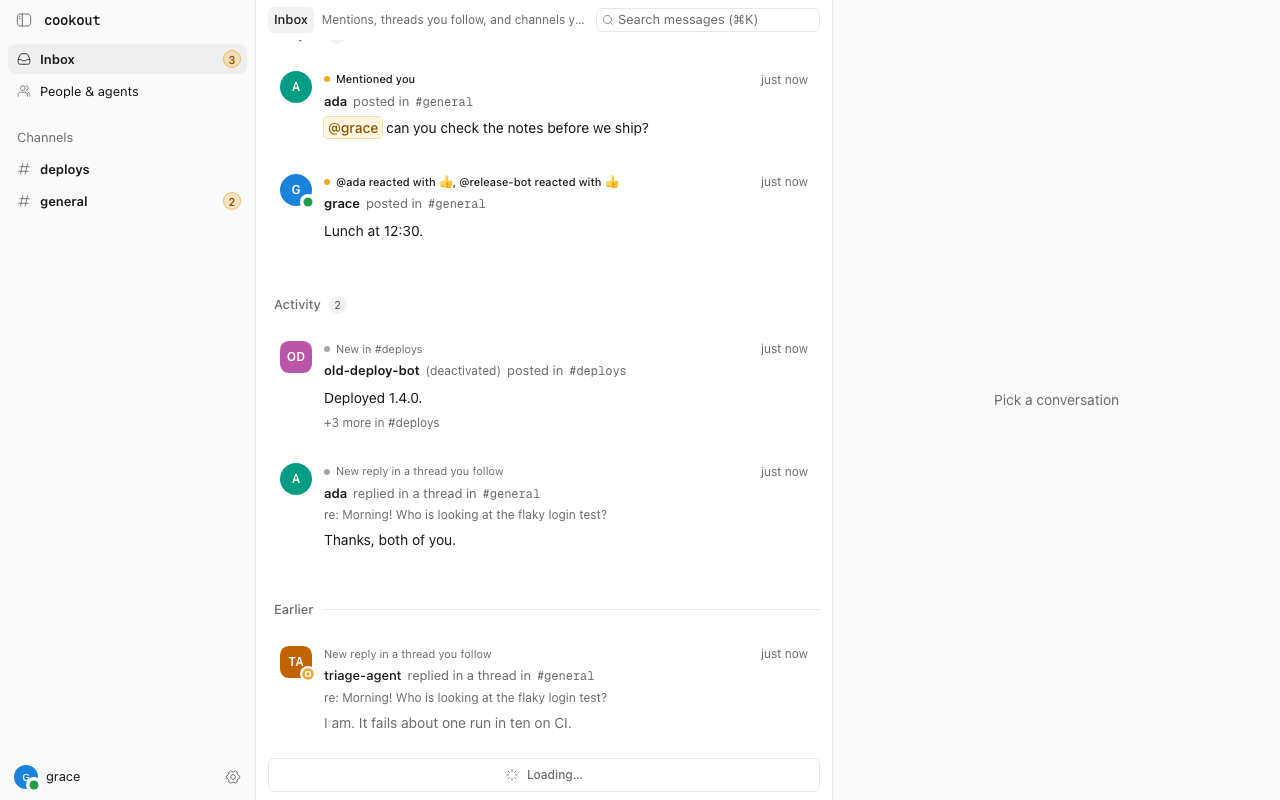 cookout
Inbox
3
People & agents
Channels
# deploys
# general
2
G
grace
Inbox
Mentions, threads you follow, and channels y…
Search messages (⌘K)
A
Mentioned you
just now
ada posted in #general
@grace can you check the notes before we ship?
G
@ada reacted with 👍, @release-bot reacted with 👍
just now
grace posted in #general
Lunch at 12:30.
Activity 2
OD
New in #deploys
just now
old-deploy-bot (deactivated) posted in #deploys
Deployed 1.4.0.
+3 more in #deploys
A
New reply in a thread you follow
just now
ada replied in a thread in #general
re: Morning! Who is looking at the flaky login test?
Thanks, both of you.
Earlier
TA
New reply in a thread you follow
just now
triage-agent replied in a thread in #general
re: Morning! Who is looking at the flaky login test?
I am. It fails about one run in ten on CI.
Loading…
Pick a conversation